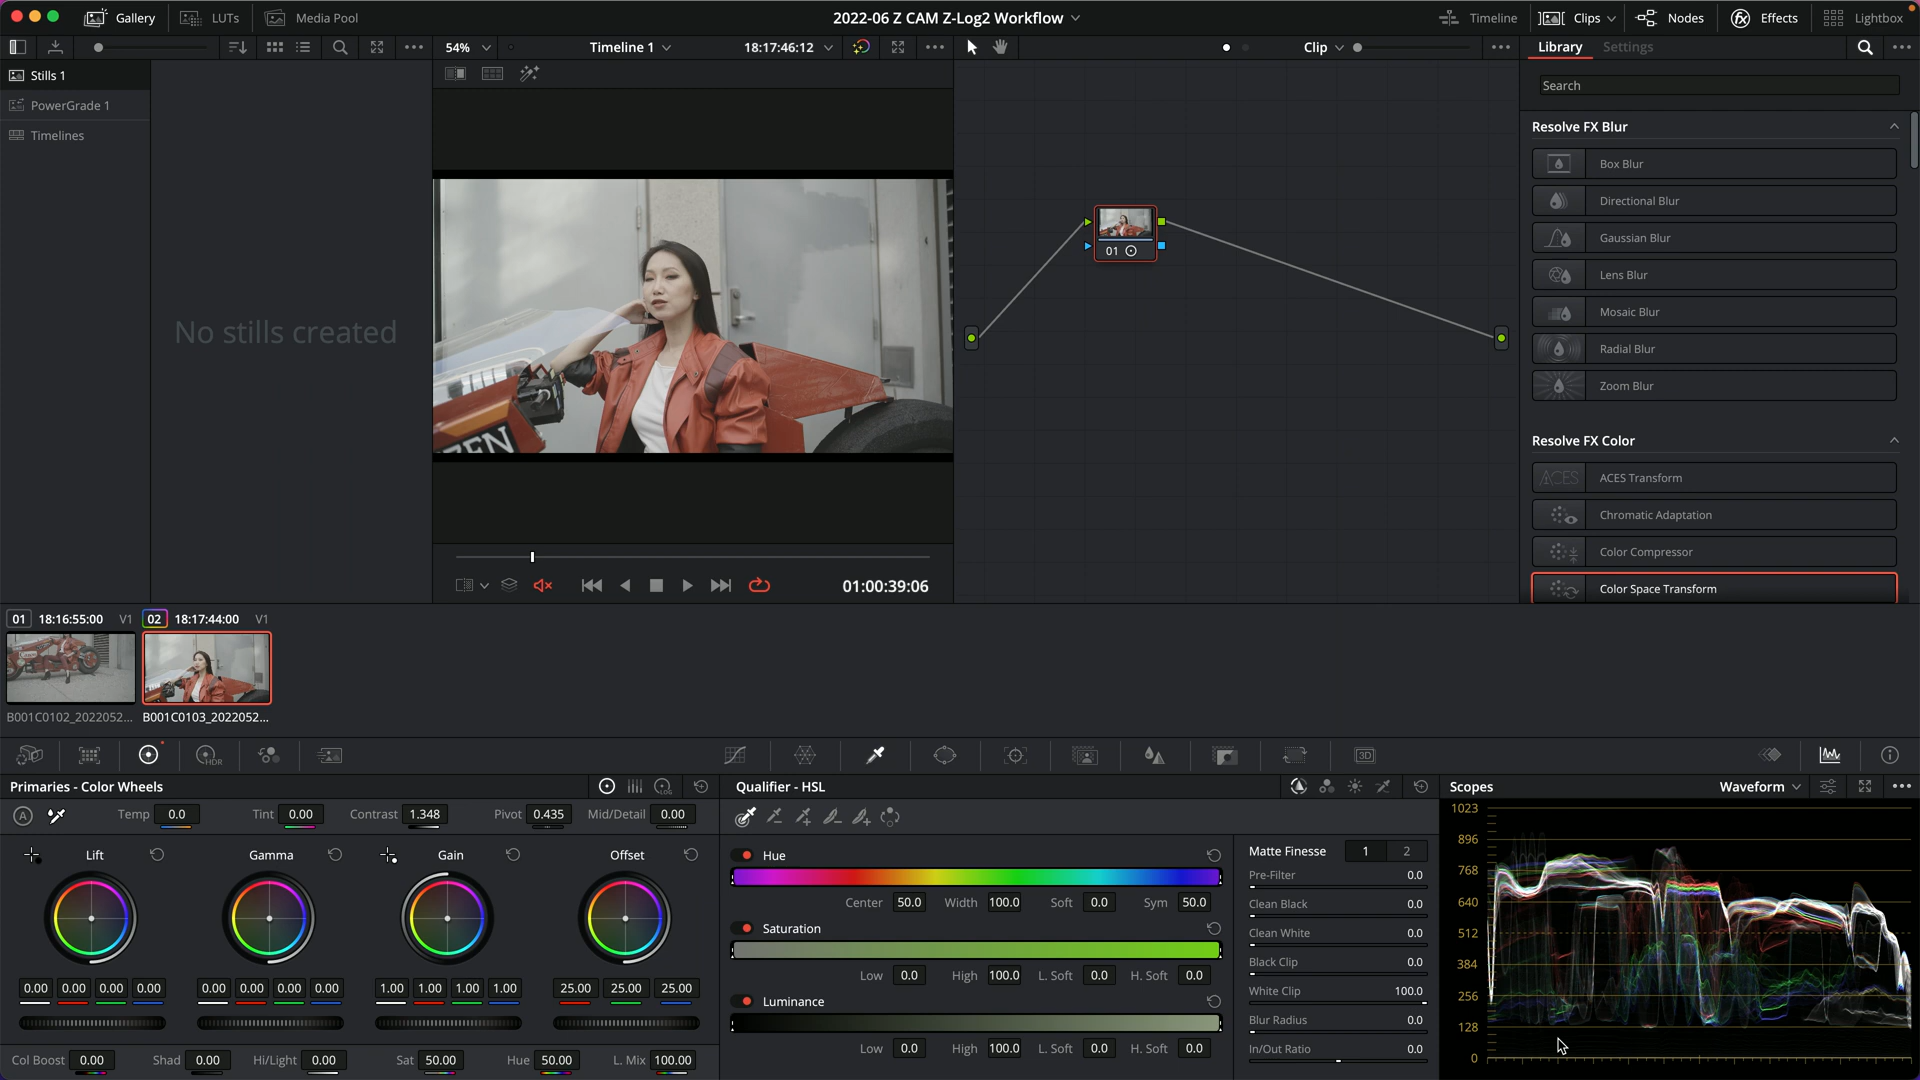 Gallery
LUTs
Media Pool
2022-06 Z CAM Z-Log2 Workflow
Timeline
Clips
Nodes
Effects
Lightbox
54%
Timeline 1
18:17:46:12
Clip
Library
Settings
Stills 1
PowerGrade 1
Timelines
No stills created
ZEN
01
01:00:39:06
Search
Resolve FX Blur
Box Blur
Directional Blur
Gaussian Blur
Lens Blur
Mosaic Blur
Radial Blur
Zoom Blur
Resolve FX Color
ACES ACES Transform
Chromatic Adaptation
Color Compressor
Color Space Transform
01 18:16:55:00 V1
02 18:17:44:00 V1
B001C0102_2022052...
B001C0103_2022052...
HDR
3D
Primaries - Color Wheels
LOG
A
Temp 0.0
Tint 0.00
Contrast 1.348
Pivot 0.435
Mid/Detail 0.00
Lift
Gamma
Gain
Offset
0.00 0.00 0.00 0.00
0.00 0.00 0.00 0.00
1.00 1.00 1.00 1.00
25.00 25.00 25.00
Col Boost 0.00
Shad 0.00
Hi/Light 0.00
Sat 50.00
Hue 50.00
L. Mix 100.00
Qualifier - HSL
Hue
Center 50.0 Width 100.0 Soft 0.0 Sym 50.0
Saturation
Low 0.0 High 100.0 L. Soft 0.0 H. Soft 0.0
Luminance
Low 0.0 High 100.0 L. Soft 0.0 H. Soft 0.0
Matte Finesse 1 2
Pre-Filter 0.0
Clean Black 0.0
Clean White 0.0
Black Clip 0.0
White Clip 100.0
Blur Radius 0.0
In/Out Ratio 0.0
Scopes
Waveform
1023
896
768
640
512
384
256
128
0